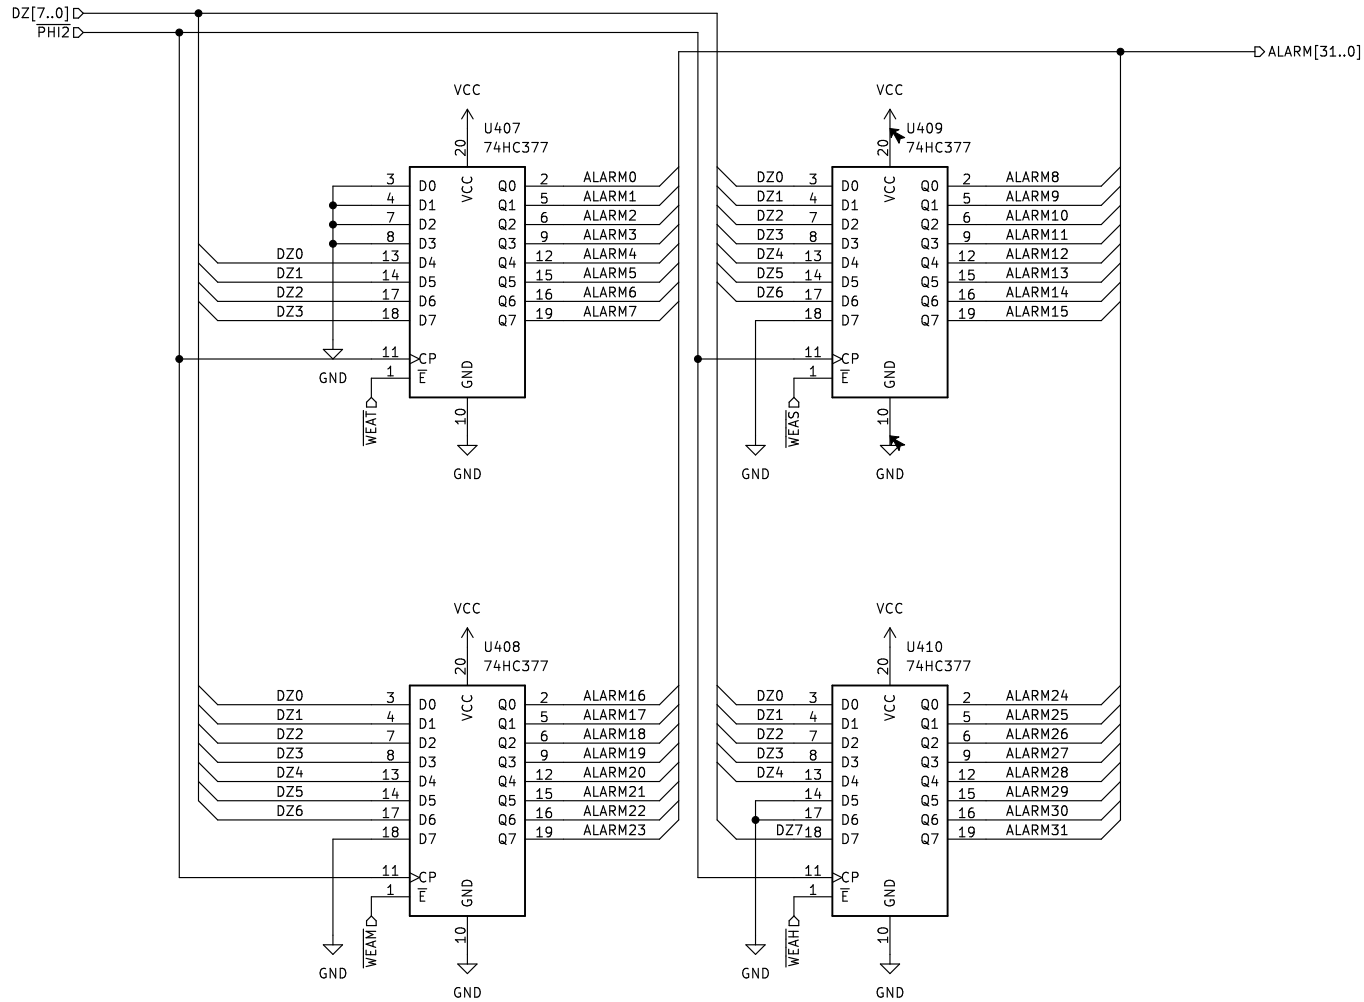 DZ[7..0]
PHI2
ALARM[31..0]
VCC
U407
74HC377
20
VCC
3 D0 Q0 2 ALARM0
4 D1 Q1 5 ALARM1
7 D2 Q2 6 ALARM2
8 D3 Q3 9 ALARM3
DZ0 13 D4 Q4 12 ALARM4
DZ1 14 D5 Q5 15 ALARM5
DZ2 17 D6 Q6 16 ALARM6
DZ3 18 D7 Q7 19 ALARM7
11 CP
GND
1 E
GND
WEAT
10
GND
VCC
U409
74HC377
20
VCC
DZ0 3 D0 Q0 2 ALARM8
DZ1 4 D1 Q1 5 ALARM9
DZ2 7 D2 Q2 6 ALARM10
DZ3 8 D3 Q3 9 ALARM11
DZ4 13 D4 Q4 12 ALARM12
DZ5 14 D5 Q5 15 ALARM13
DZ6 17 D6 Q6 16 ALARM14
18 D7 Q7 19 ALARM15
11 CP
1 E
GND
WEAS
10
GND
GND
VCC
U408
74HC377
20
VCC
DZ0 3 D0 Q0 2 ALARM16
DZ1 4 D1 Q1 5 ALARM17
DZ2 7 D2 Q2 6 ALARM18
DZ3 8 D3 Q3 9 ALARM19
DZ4 13 D4 Q4 12 ALARM20
DZ5 14 D5 Q5 15 ALARM21
DZ6 17 D6 Q6 16 ALARM22
18 D7 Q7 19 ALARM23
11 CP
1 E
GND
WEAM
10
GND
GND
VCC
U410
74HC377
20
VCC
DZ0 3 D0 Q0 2 ALARM24
DZ1 4 D1 Q1 5 ALARM25
DZ2 7 D2 Q2 6 ALARM26
DZ3 8 D3 Q3 9 ALARM27
DZ4 13 D4 Q4 12 ALARM28
14 D5 Q5 15 ALARM29
17 D6 Q6 16 ALARM30
DZ7 18 D7 Q7 19 ALARM31
11 CP
1 E
GND
WEAH
10
GND
GND